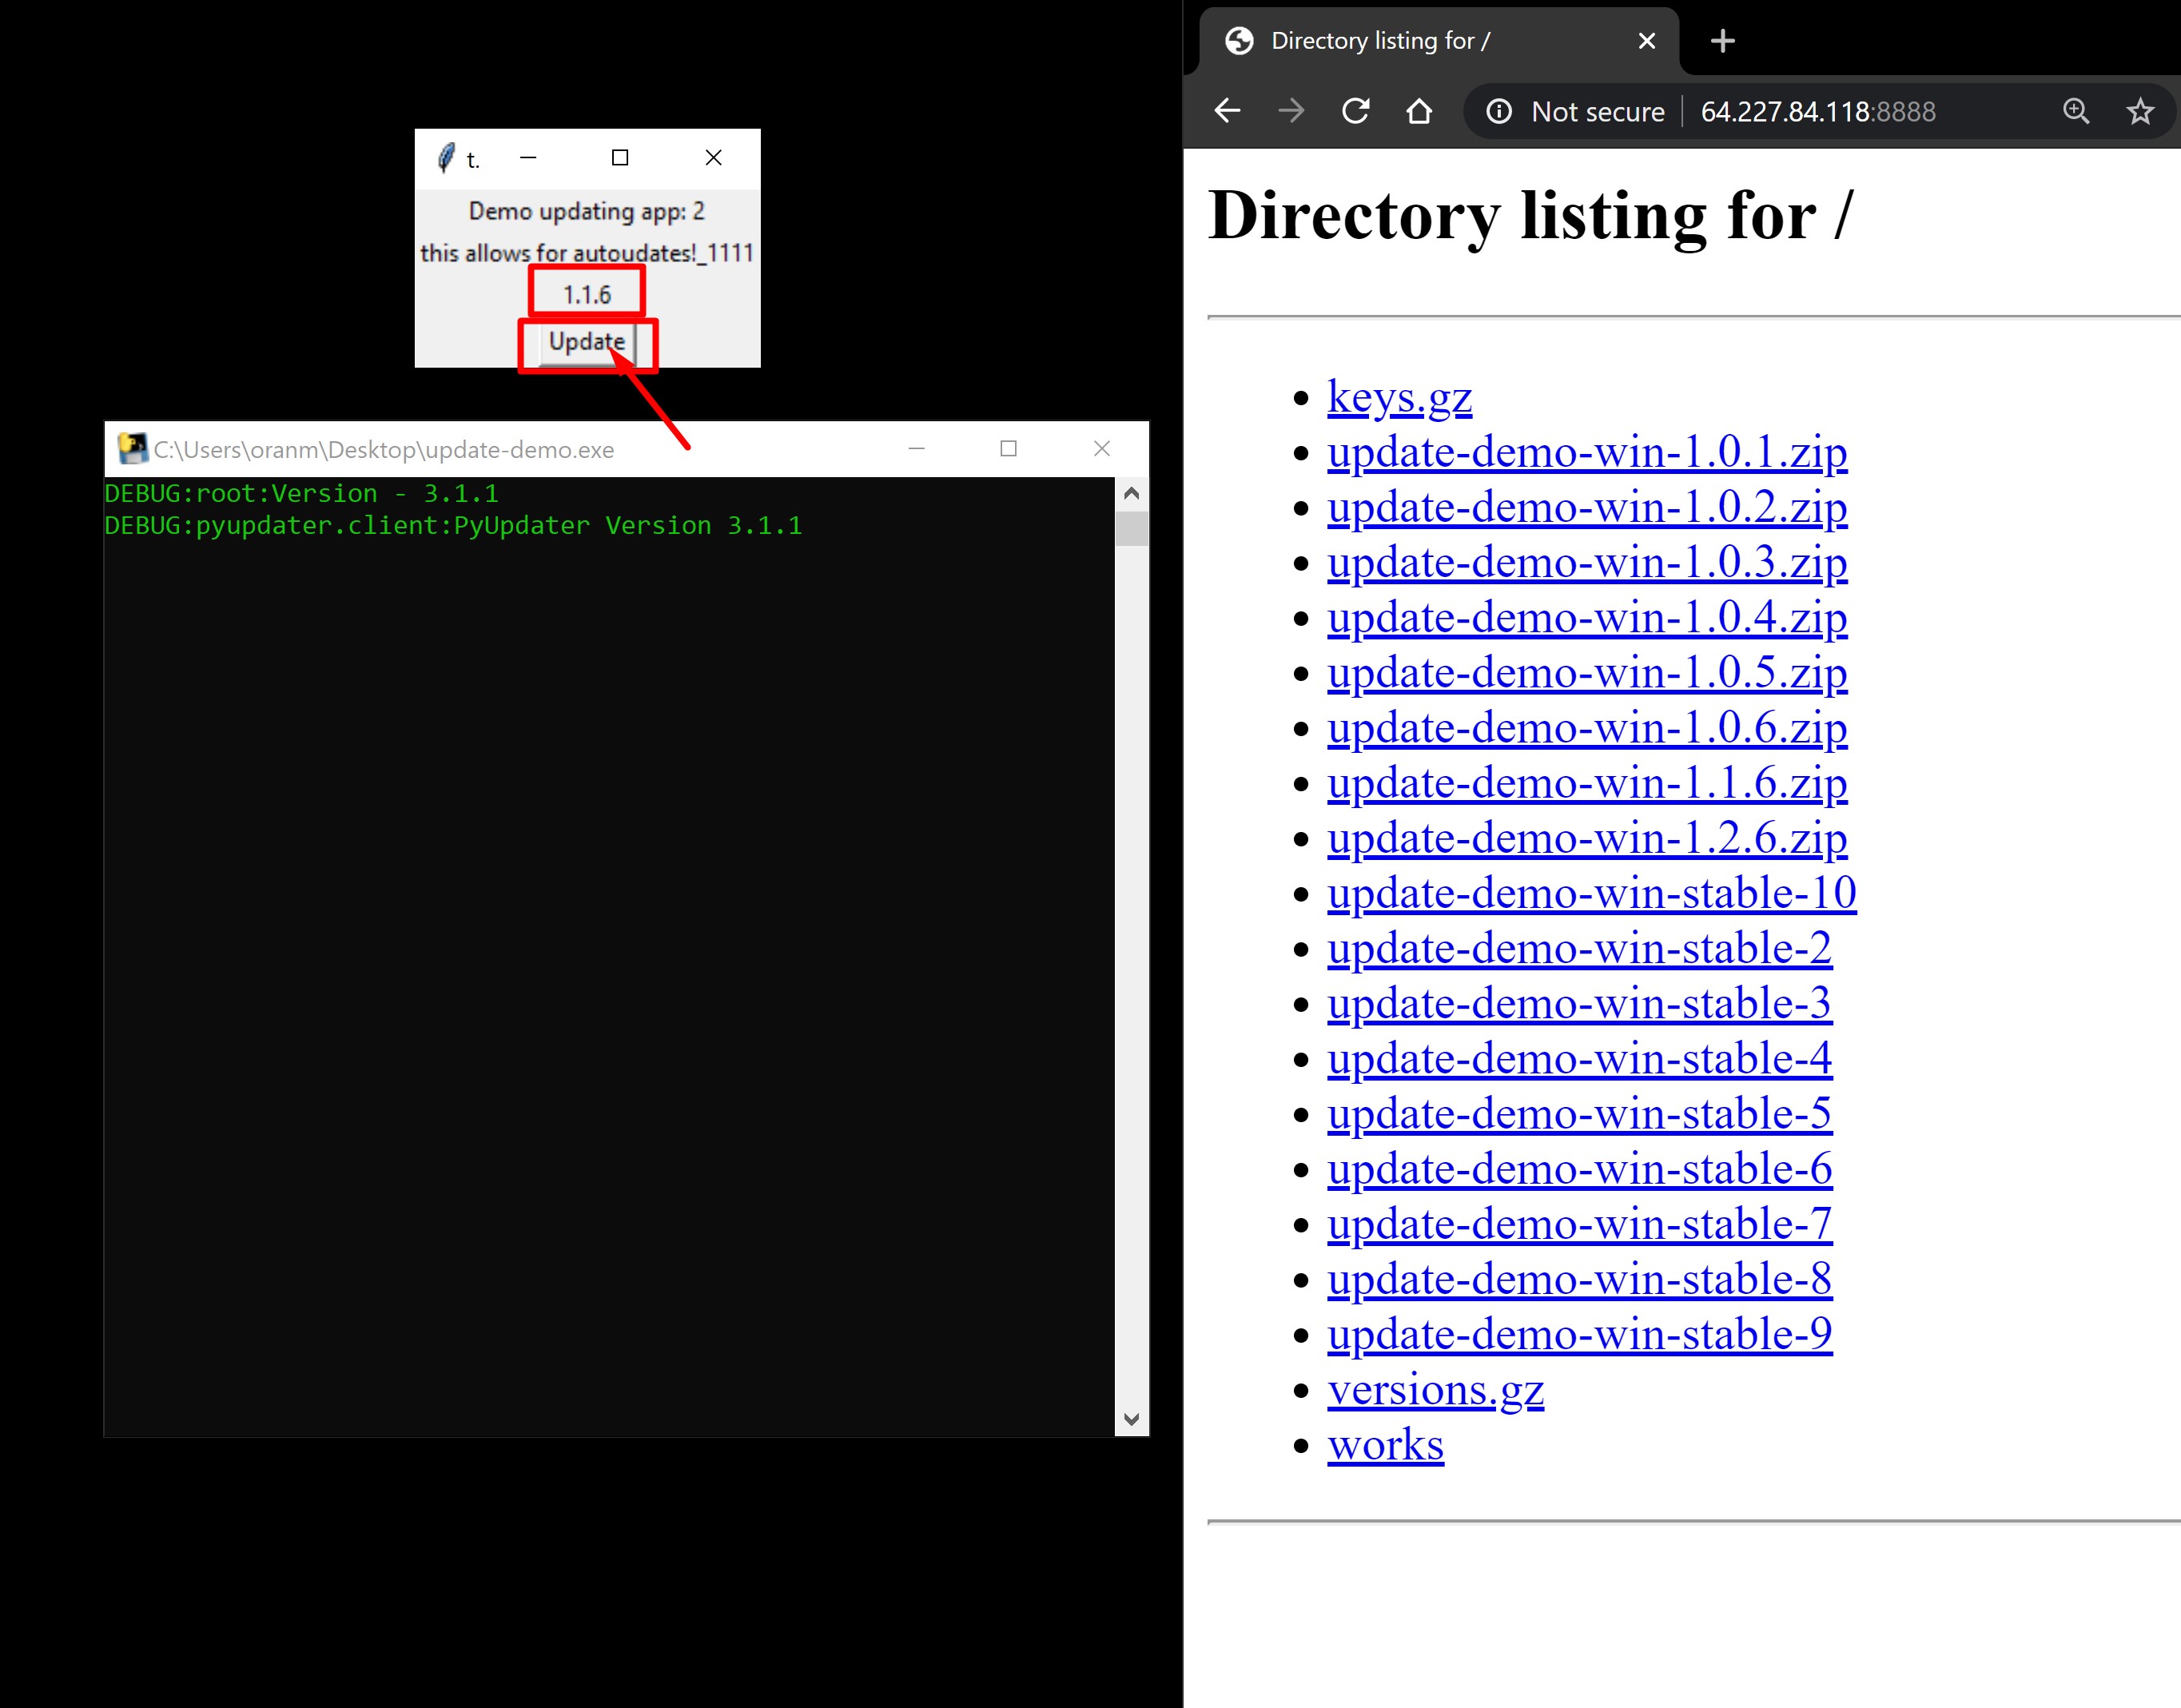 t.
Demo updating app: 2
this allows for autoudates!_1111
1.1.6
Update
C:\Users\oranm\Desktop\update-demo.exe
DEBUG:root:Version - 3.1.1
DEBUG:pyupdater.client:PyUpdater Version 3.1.1
Directory listing for /
Not secure
64.227.84.118:8888
Directory listing for /
keys.gz
update-demo-win-1.0.1.zip
update-demo-win-1.0.2.zip
update-demo-win-1.0.3.zip
update-demo-win-1.0.4.zip
update-demo-win-1.0.5.zip
update-demo-win-1.0.6.zip
update-demo-win-1.1.6.zip
update-demo-win-1.2.6.zip
update-demo-win-stable-10
update-demo-win-stable-2
update-demo-win-stable-3
update-demo-win-stable-4
update-demo-win-stable-5
update-demo-win-stable-6
update-demo-win-stable-7
update-demo-win-stable-8
update-demo-win-stable-9
versions.gz
works